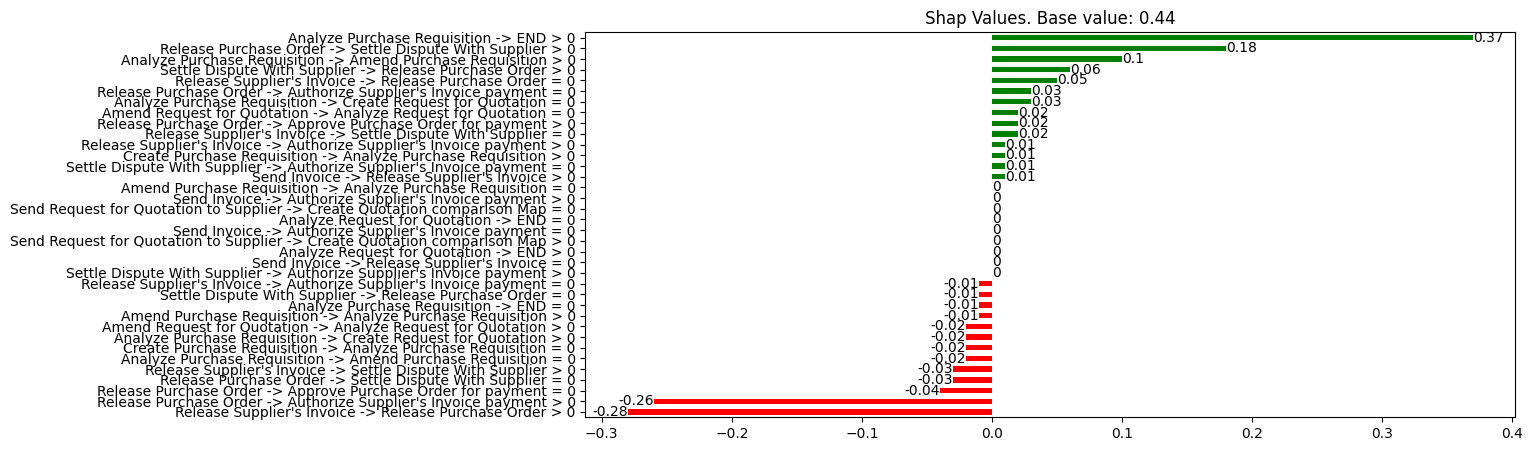 Shap Values. Base value: 0.44
Analyze Purchase Requisition -> END > 0 0.37
Release Purchase Order -> Settle Dispute With Supplier > 0 0.18
Analyze Purchase Requisition -> Amend Purchase Requisition > 0 0.1
Settle Dispute With Supplier -> Release Purchase Order > 0 0.06
Release Supplier's Invoice -> Release Purchase Order = 0 0.05
Release Purchase Order -> Authorize Supplier's Invoice payment = 0 0.03
Analyze Purchase Requisition -> Create Request for Quotation = 0 0.03
Amend Request for Quotation -> Analyze Request for Quotation = 0 0.02
Release Purchase Order -> Approve Purchase Order for payment > 0 0.02
Release Supplier's Invoice -> Settle Dispute With Supplier = 0 0.02
Release Supplier's Invoice -> Authorize Supplier's Invoice payment > 0 0.01
Create Purchase Requisition -> Analyze Purchase Requisition > 0 0.01
Settle Dispute With Supplier -> Authorize Supplier's Invoice payment = 0 0.01
Send Invoice -> Release Supplier's Invoice > 0 0.01
Amend Purchase Requisition -> Analyze Purchase Requisition = 0 0
Send Invoice -> Authorize Supplier's Invoice payment > 0 0
Send Request for Quotation to Supplier -> Create Quotation comparison Map = 0 0
Analyze Request for Quotation -> END = 0 0
Send Invoice -> Authorize Supplier's Invoice payment = 0 0
Send Request for Quotation to Supplier -> Create Quotation comparison Map > 0 0
Analyze Request for Quotation -> END > 0 0
Send Invoice -> Release Supplier's Invoice = 0 0
Settle Dispute With Supplier -> Authorize Supplier's Invoice payment > 0 0
Release Supplier's Invoice -> Authorize Supplier's Invoice payment = 0 -0.01
Settle Dispute With Supplier -> Release Purchase Order = 0 -0.01
Analyze Purchase Requisition -> END = 0 -0.01
Amend Purchase Requisition -> Analyze Purchase Requisition > 0 -0.01
Amend Request for Quotation -> Analyze Request for Quotation > 0 -0.02
Analyze Purchase Requisition -> Create Request for Quotation > 0 -0.02
Create Purchase Requisition -> Analyze Purchase Requisition = 0 -0.02
Analyze Purchase Requisition -> Amend Purchase Requisition = 0 -0.02
Release Supplier's Invoice -> Settle Dispute With Supplier > 0 -0.03
Release Purchase Order -> Settle Dispute With Supplier = 0 -0.03
Release Purchase Order -> Approve Purchase Order for payment = 0 -0.04
Release Purchase Order -> Authorize Supplier's Invoice payment > 0 -0.26
Release Supplier's Invoice -> Release Purchase Order > 0 -0.28
−0.3 −0.2 −0.1 0.0 0.1 0.2 0.3 0.4